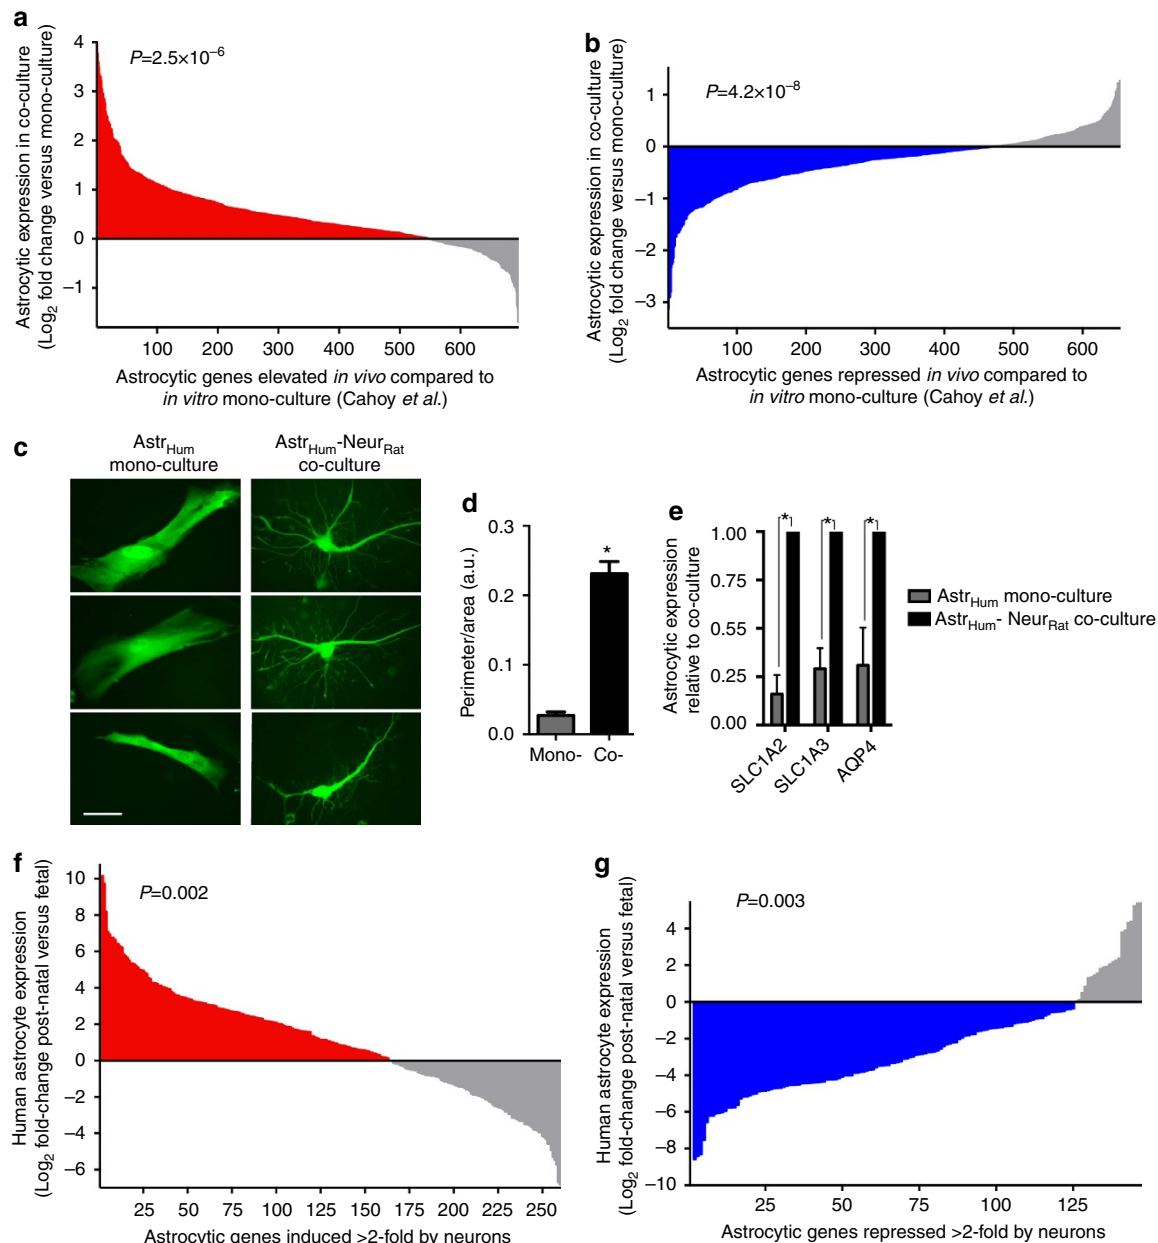 a
Astrocytic expression in co-culture
(Log2 fold change versus mono-culture)
P=2.5×10−6
4
3
2
1
0
−1
100 200 300 400 500 600
Astrocytic genes elevated in vivo compared to
in vitro mono-culture (Cahoy et al.)
b
Astrocytic expression in co-culture
(Log2 fold change versus mono-culture)
P=4.2×10−8
1
0
−1
−2
−3
100 200 300 400 500 600
Astrocytic genes repressed in vivo compared to
in vitro mono-culture (Cahoy et al.)
c
AstrHum
mono-culture
AstrHum-NeurRat
co-culture
d
Perimeter/area (a.u.)
0.3
0.2
0.1
0.0
*
Mono- Co-
e
Astrocytic expression
relative to co-culture
1.00
0.75
0.55
0.25
0.00
* * *
SLC1A2
SLC1A3
AQP4
AstrHum mono-culture
AstrHum- NeurRat co-culture
f
Human astrocyte expression
(Log2 fold-change post-natal versus fetal)
P=0.002
10
8
6
4
2
0
−2
−4
−6
25 50 75 100 125 150 175 200 225 250
Astrocytic genes induced >2-fold by neurons
g
Human astrocyte expression
(Log2 fold-change post-natal versus fetal)
P=0.003
4
2
0
−2
−4
−6
−8
−10
25 50 75 100 125
Astrocytic genes repressed >2-fold by neurons